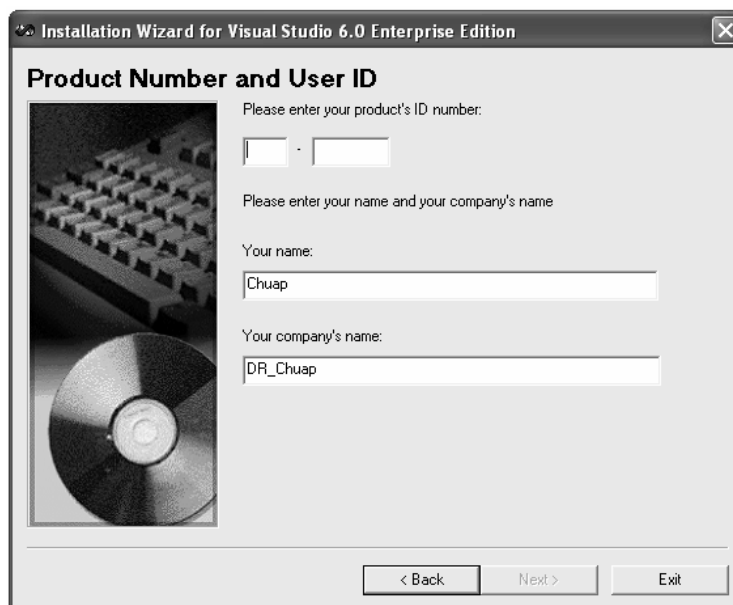 Installation Wizard for Visual Studio 6.0 Enterprise Edition
Product Number and User ID
Please enter your product's ID number:
-
Please enter your name and your company's name
Your name:
Chuap
Your company's name:
DR_Chuap
< Back Next > Exit